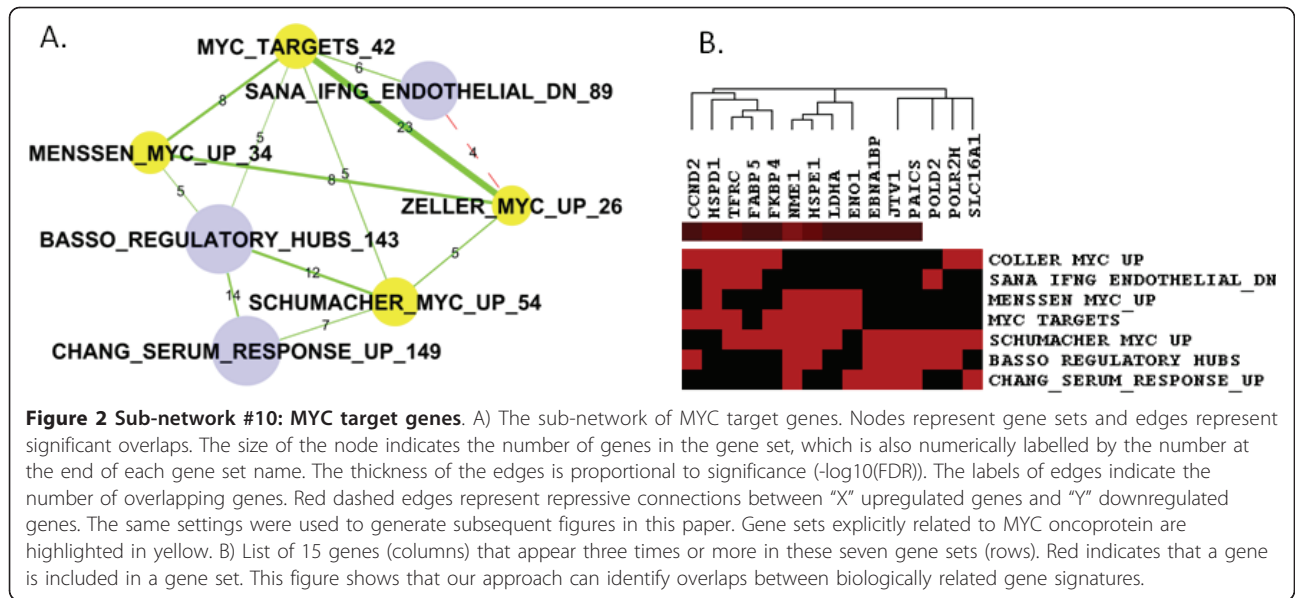 A.
MYC_TARGETS_42
6
SANA_IFNG_ENDOTHELIAL_DN_89
8
23
5
4
MENSSEN_MYC_UP_34
8
5
5
ZELLER_MYC_UP_26
BASSO_REGULATORY_HUBS_143
5
12
14
SCHUMACHER_MYC_UP_54
7
CHANG_SERUM_RESPONSE_UP_149
B.
CCND2
HSPD1
TFRC
FABP5
FKBP4
NME1
HSPE1
LDHA
ENO1
EBNA1BP
JTV1
PAICS
POLD2
POLR2H
SLC16A1
COLLER MYC UP
SANA IFNG ENDOTHELIAL_DN
MENSSEN MYC_UP
MYC TARGETS
SCHUMACHER MYC UP
BASSO REGULATORY HUBS
CHANG_SERUM_RESPONSE_UP
Figure 2 Sub-network #10: MYC target genes. A) The sub-network of MYC target genes. Nodes represent gene sets and edges represent
significant overlaps. The size of the node indicates the number of genes in the gene set, which is also numerically labelled by the number at
the end of each gene set name. The thickness of the edges is proportional to significance (-log10(FDR)). The labels of edges indicate the
number of overlapping genes. Red dashed edges represent repressive connections between “X” upregulated genes and “Y” downregulated
genes. The same settings were used to generate subsequent figures in this paper. Gene sets explicitly related to MYC oncoprotein are
highlighted in yellow. B) List of 15 genes (columns) that appear three times or more in these seven gene sets (rows). Red indicates that a gene
is included in a gene set. This figure shows that our approach can identify overlaps between biologically related gene signatures.